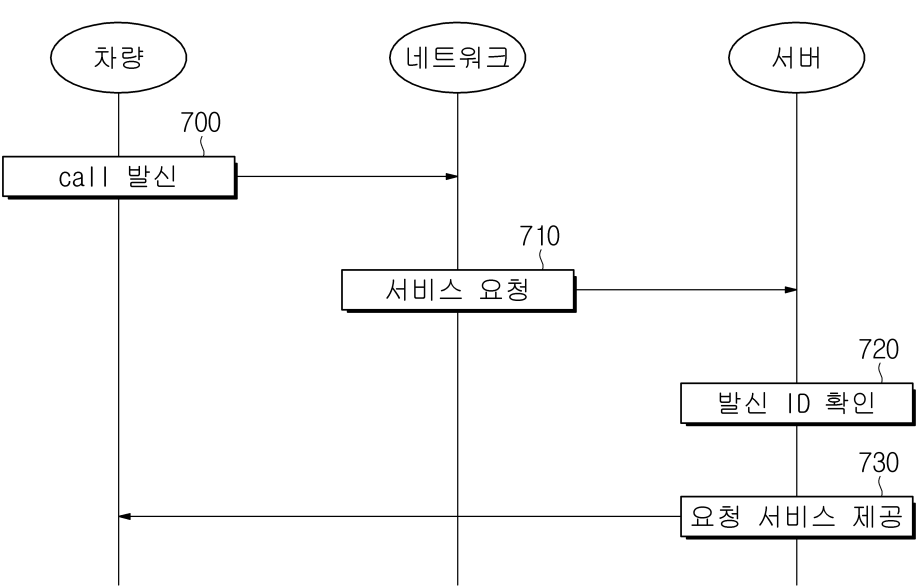 차량
네트워크
서버
700
call 발신
710
서비스 요청
720
발신 ID 확인
730
요청 서비스 제공